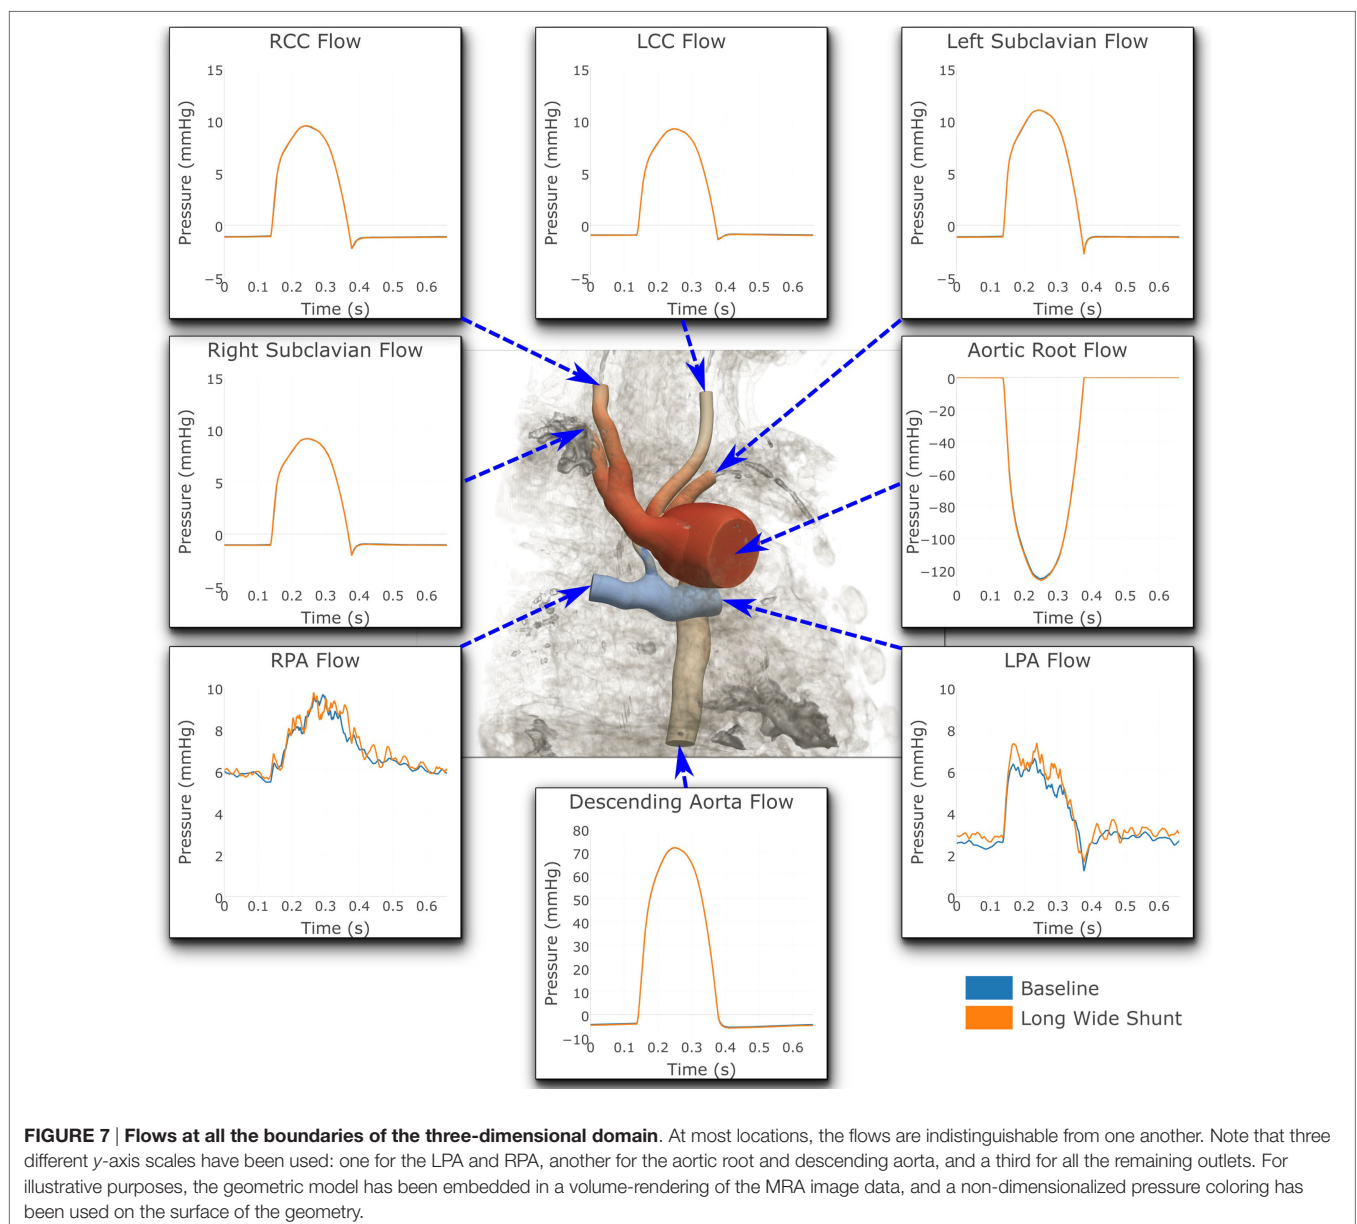 RCC Flow
15
10
5
0
−5
Pressure (mmHg)
0 0.1 0.2 0.3 0.4 0.5 0.6
Time (s)
LCC Flow
15
10
5
0
−5
Pressure (mmHg)
0 0.1 0.2 0.3 0.4 0.5 0.6
Time (s)
Left Subclavian Flow
15
10
5
0
−5
Pressure (mmHg)
0 0.1 0.2 0.3 0.4 0.5 0.6
Time (s)
Right Subclavian Flow
15
10
5
0
−5
Pressure (mmHg)
0 0.1 0.2 0.3 0.4 0.5 0.6
Time (s)
Aortic Root Flow
0
−20
−40
−60
−80
−100
−120
Pressure (mmHg)
0 0.1 0.2 0.3 0.4 0.5 0.6
Time (s)
RPA Flow
10
8
6
4
2
0
Pressure (mmHg)
0 0.1 0.2 0.3 0.4 0.5 0.6
Time (s)
LPA Flow
10
8
6
4
2
0
Pressure (mmHg)
0 0.1 0.2 0.3 0.4 0.5 0.6
Time (s)
Descending Aorta Flow
80
70
60
50
40
30
20
10
0
−10
Pressure (mmHg)
0 0.1 0.2 0.3 0.4 0.5 0.6
Time (s)
Baseline
Long Wide Shunt
FIGURE 7 | Flows at all the boundaries of the three-dimensional domain. At most locations, the flows are indistinguishable from one another. Note that three
different y-axis scales have been used: one for the LPA and RPA, another for the aortic root and descending aorta, and a third for all the remaining outlets. For
illustrative purposes, the geometric model has been embedded in a volume-rendering of the MRA image data, and a non-dimensionalized pressure coloring has
been used on the surface of the geometry.